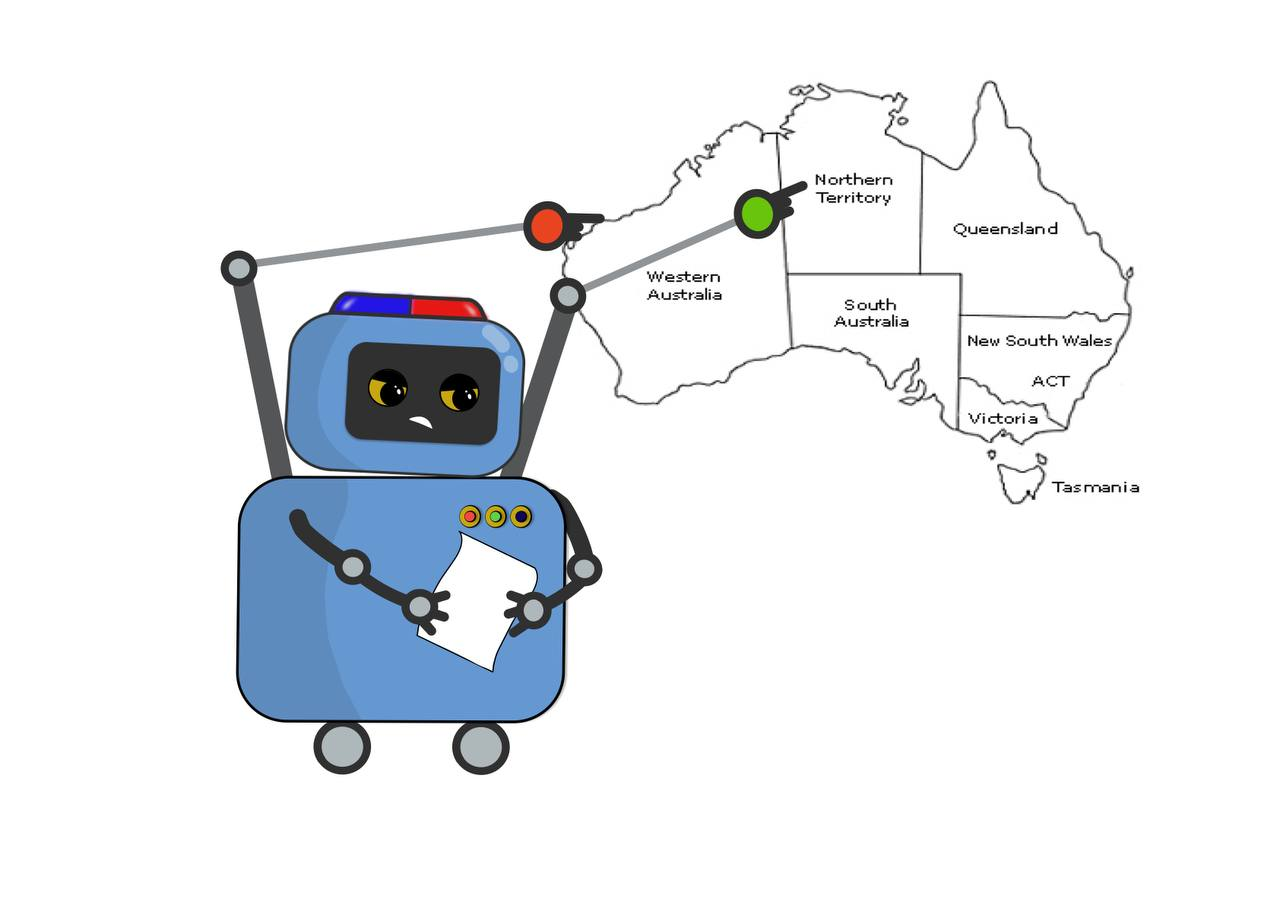 Northern
Territory
Queensland
Western
Australia
South
Australia
New South Wales
ACT
Victoria
Tasmania